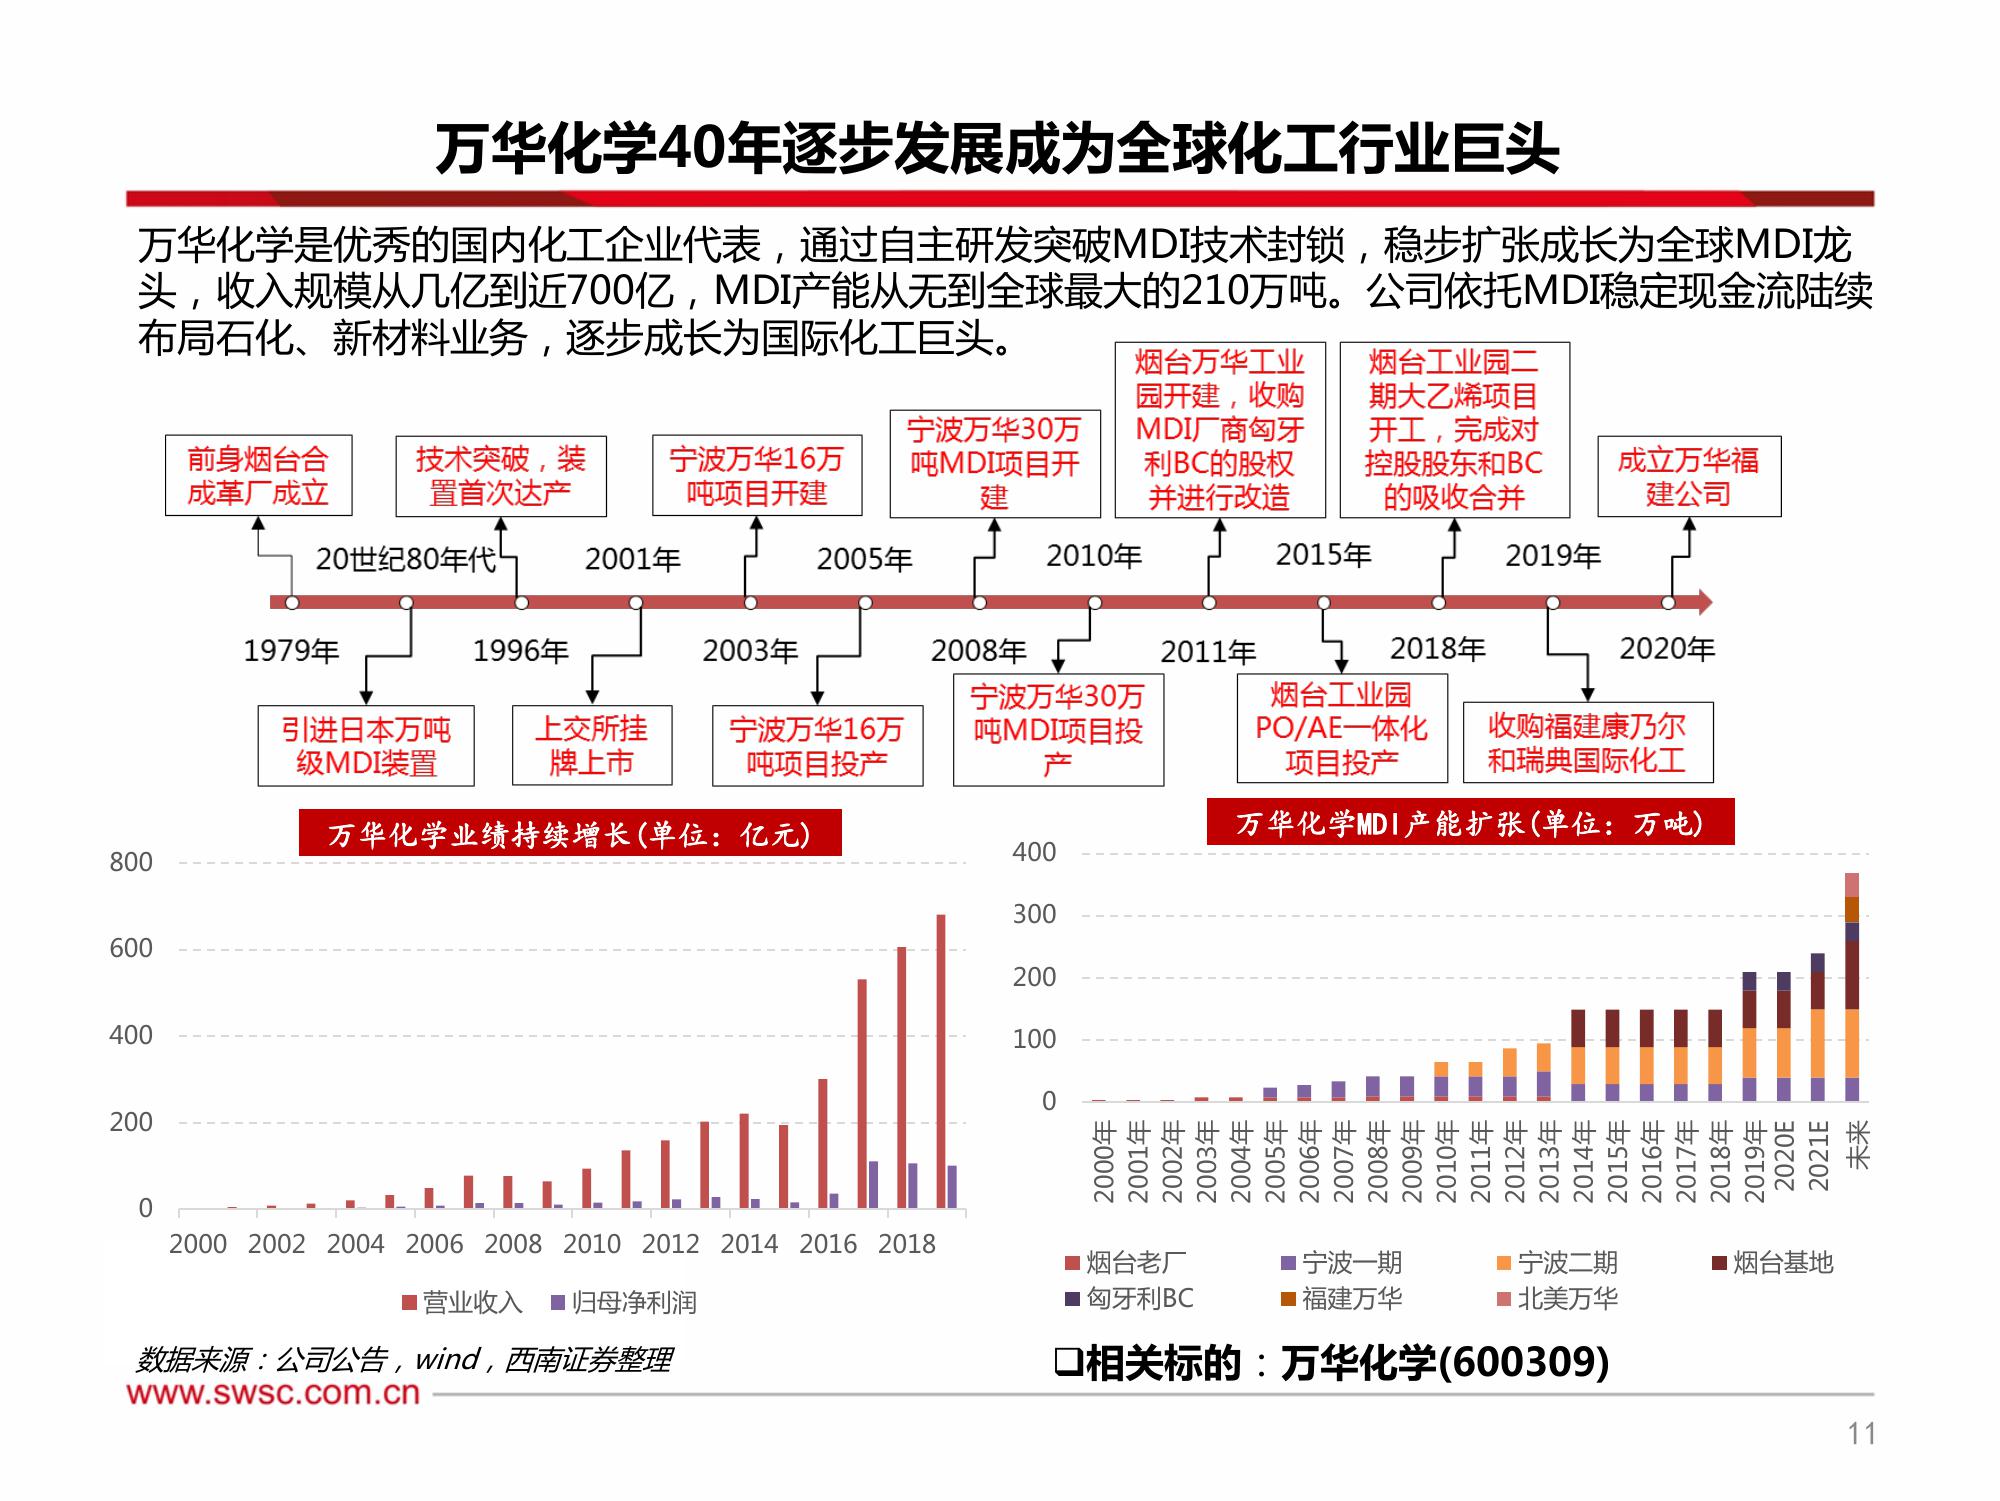 万华化学40年逐步发展成为全球化工行业巨头
万华化学是优秀的国内化工企业代表，通过自主研发突破MDI技术封锁，稳步扩张成长为全球MDI龙
头，收入规模从几亿到近700亿，MDI产能从无到全球最大的210万吨。公司依托MDI稳定现金流陆续
布局石化、新材料业务，逐步成长为国际化工巨头。
前身烟台合
成革厂成立
技术突破，装
置首次达产
宁波万华16万
吨项目开建
宁波万华30万
吨MDI项目开
建
烟台万华工业
园开建，收购
MDI厂商匈牙
利BC的股权
并进行改造
烟台工业园二
期大乙烯项目
开工，完成对
控股股东和BC
的吸收合并
成立万华福
建公司
20世纪80年代
2001年
2005年
2010年
2015年
2019年
1979年
1996年
2003年
2008年
2011年
2018年
2020年
引进日本万吨
级MDI装置
上交所挂
牌上市
宁波万华16万
吨项目投产
宁波万华30万
吨MDI项目投
产
烟台工业园
PO/AE一体化
项目投产
收购福建康乃尔
和瑞典国际化工
万华化学业绩持续增长(单位：亿元)
800
600
400
200
0
2000 2002 2004 2006 2008 2010 2012 2014 2016 2018
营业收入 归母净利润
万华化学MDI产能扩张(单位：万吨)
400
300
200
100
0
2000年 2001年 2002年 2003年 2004年 2005年 2006年 2007年 2008年 2009年 2010年 2011年 2012年 2013年 2014年 2015年 2016年 2017年 2018年 2019年 2020E 2021E 未来
烟台老厂 宁波一期 宁波二期 烟台基地
匈牙利BC 福建万华 北美万华
数据来源：公司公告，wind，西南证券整理
❑相关标的：万华化学(600309)
www.swsc.com.cn
11